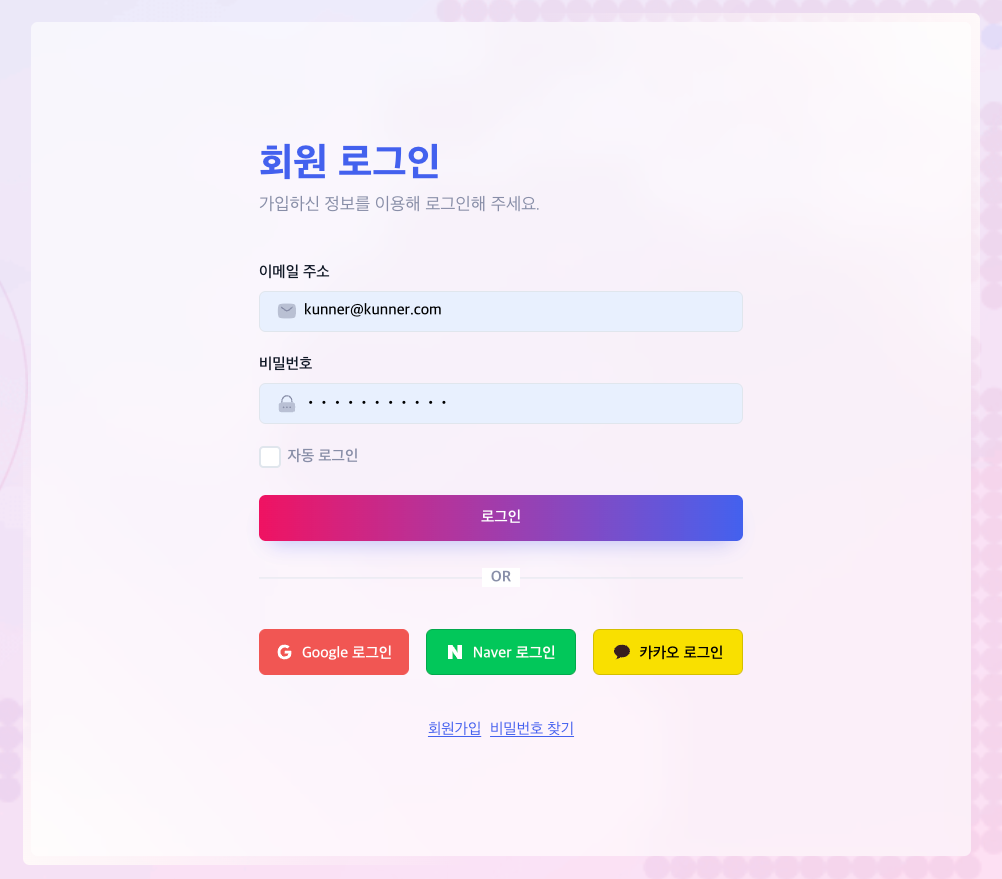 회원 로그인
가입하신 정보를 이용해 로그인해 주세요.
이메일 주소
kunner@kunner.com
비밀번호
• • • • • • • • • • •
자동 로그인
로그인
OR
G Google 로그인 N Naver 로그인 카카오 로그인
회원가입 비밀번호 찾기